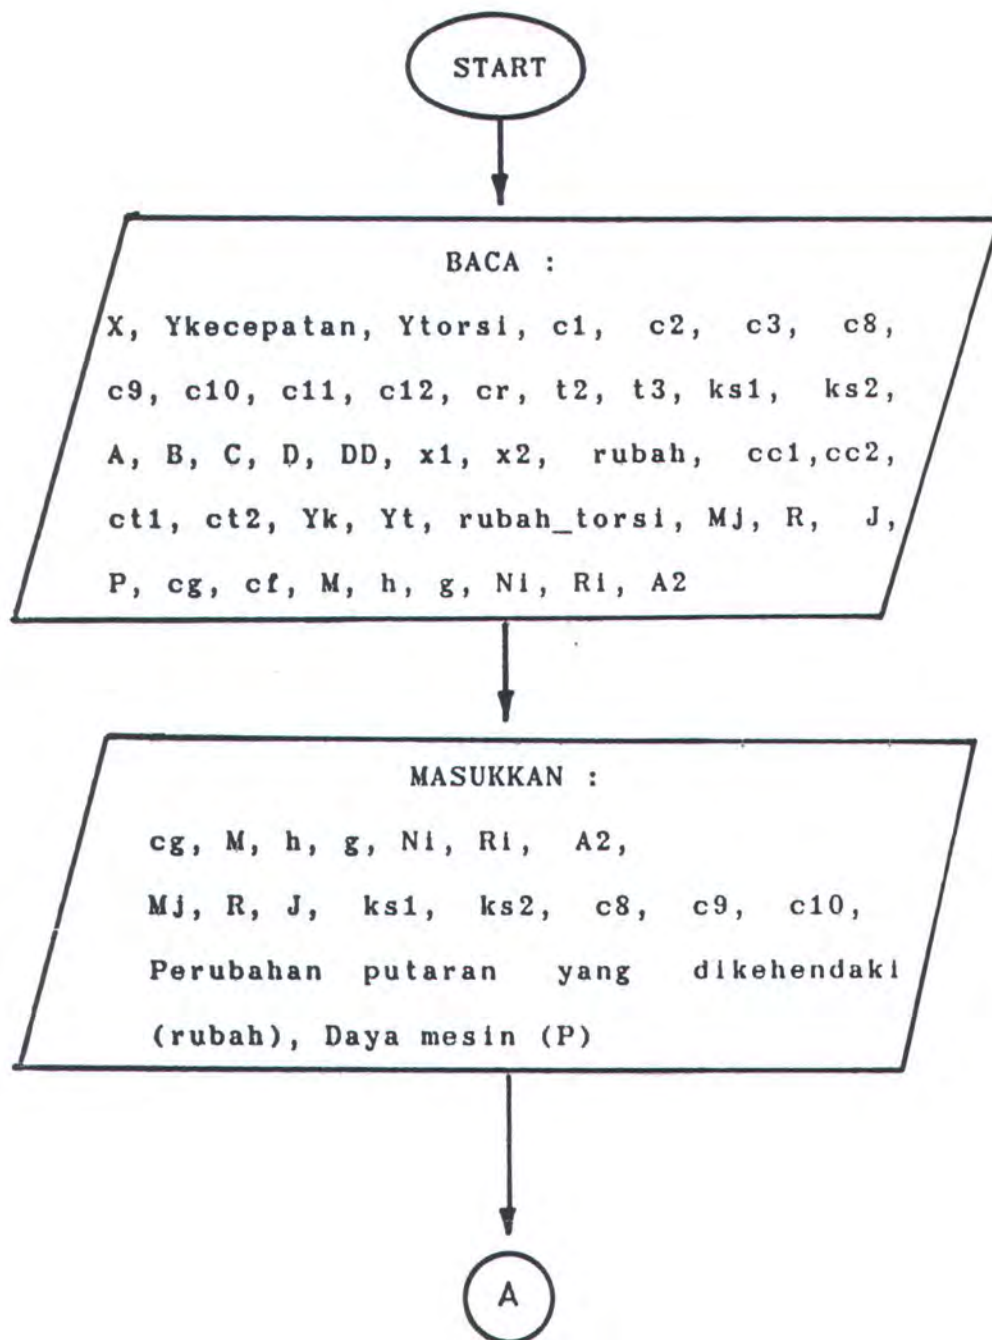 START
BACA :
X, Ykecepatan, Ytorsi, c1, c2, c3, c8,
c9, c10, c11, c12, cr, t2, t3, ks1, ks2,
A, B, C, D, DD, x1, x2, rubah, cc1,cc2,
ct1, ct2, Yk, Yt, rubah_torsi, Mj, R, J,
P, cg, cf, M, h, g, Ni, Ri, A2
MASUKKAN :
cg, M, h, g, Ni, Ri, A2,
Mj, R, J, ks1, ks2, c8, c9, c10,
Perubahan putaran yang dikehendaki
(rubah), Daya mesin (P)
A